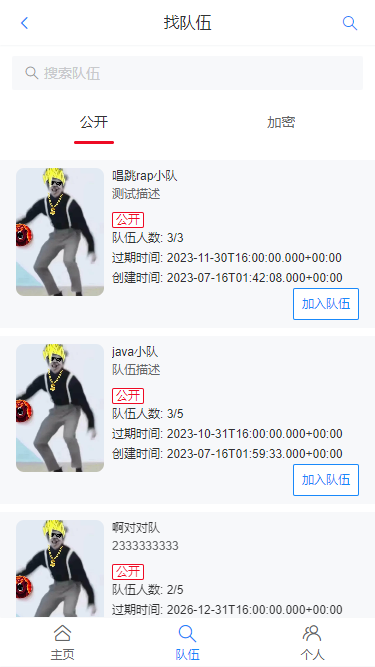 找队伍
搜索队伍
公开
加密
唱跳rap小队
测试描述
公开
队伍人数: 3/3
过期时间: 2023-11-30T16:00:00.000+00:00
创建时间: 2023-07-16T01:42:08.000+00:00
加入队伍
java小队
队伍描述
公开
队伍人数: 3/5
过期时间: 2023-10-31T16:00:00.000+00:00
创建时间: 2023-07-16T01:59:33.000+00:00
加入队伍
啊对对队
2333333333
公开
队伍人数: 2/5
过期时间: 2026-12-31T16:00:00.000+00:00
主页
队伍
个人